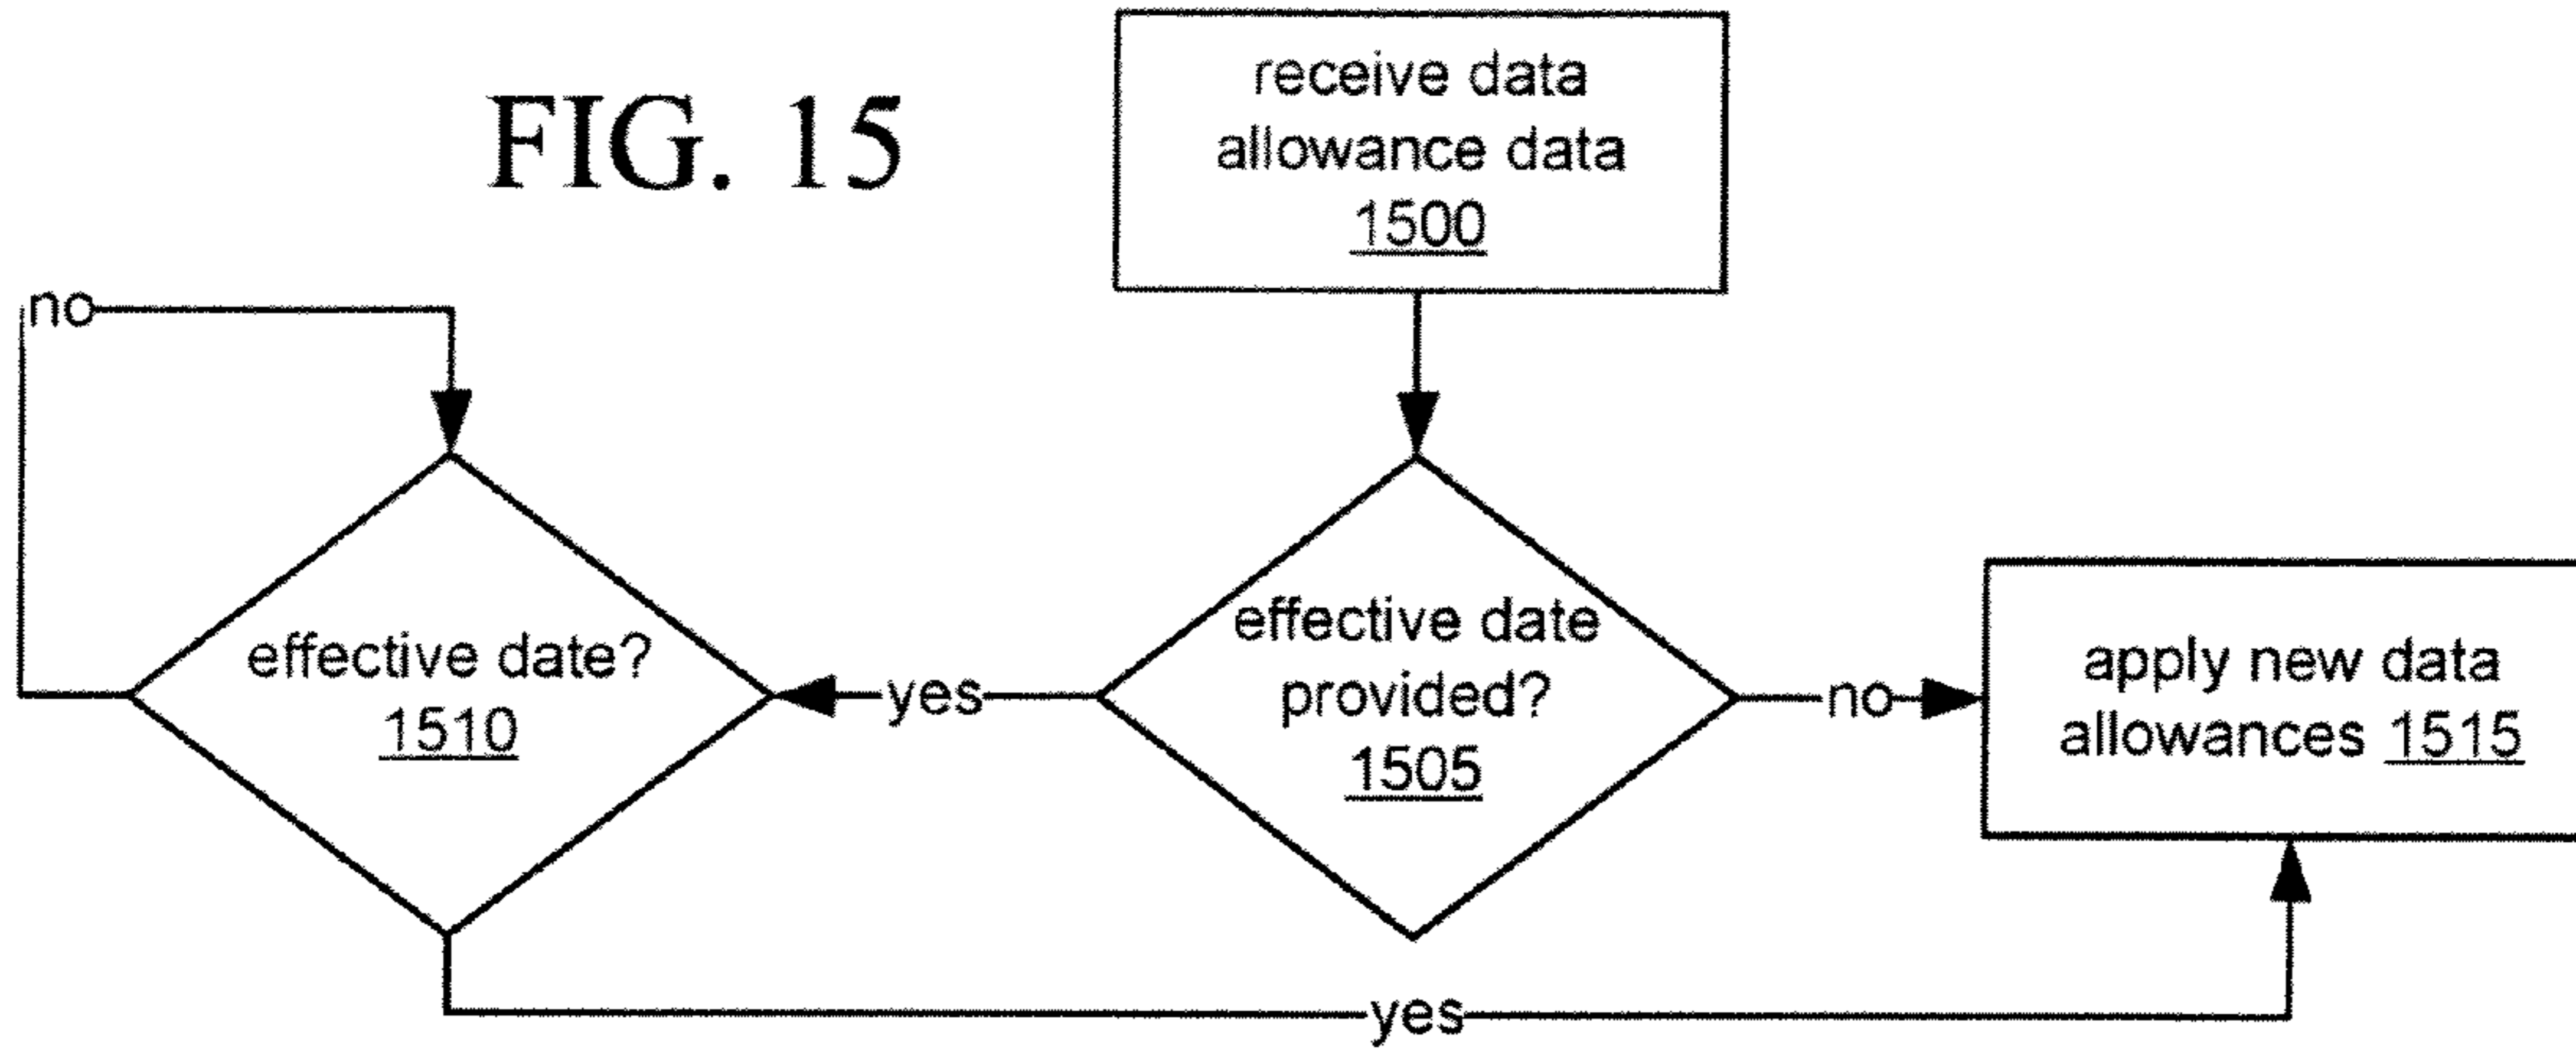 FIG. 15
receive data
allowance data
1500
no
effective date?
1510
yes
effective date
provided?
1505
no
apply new data
allowances 1515
yes